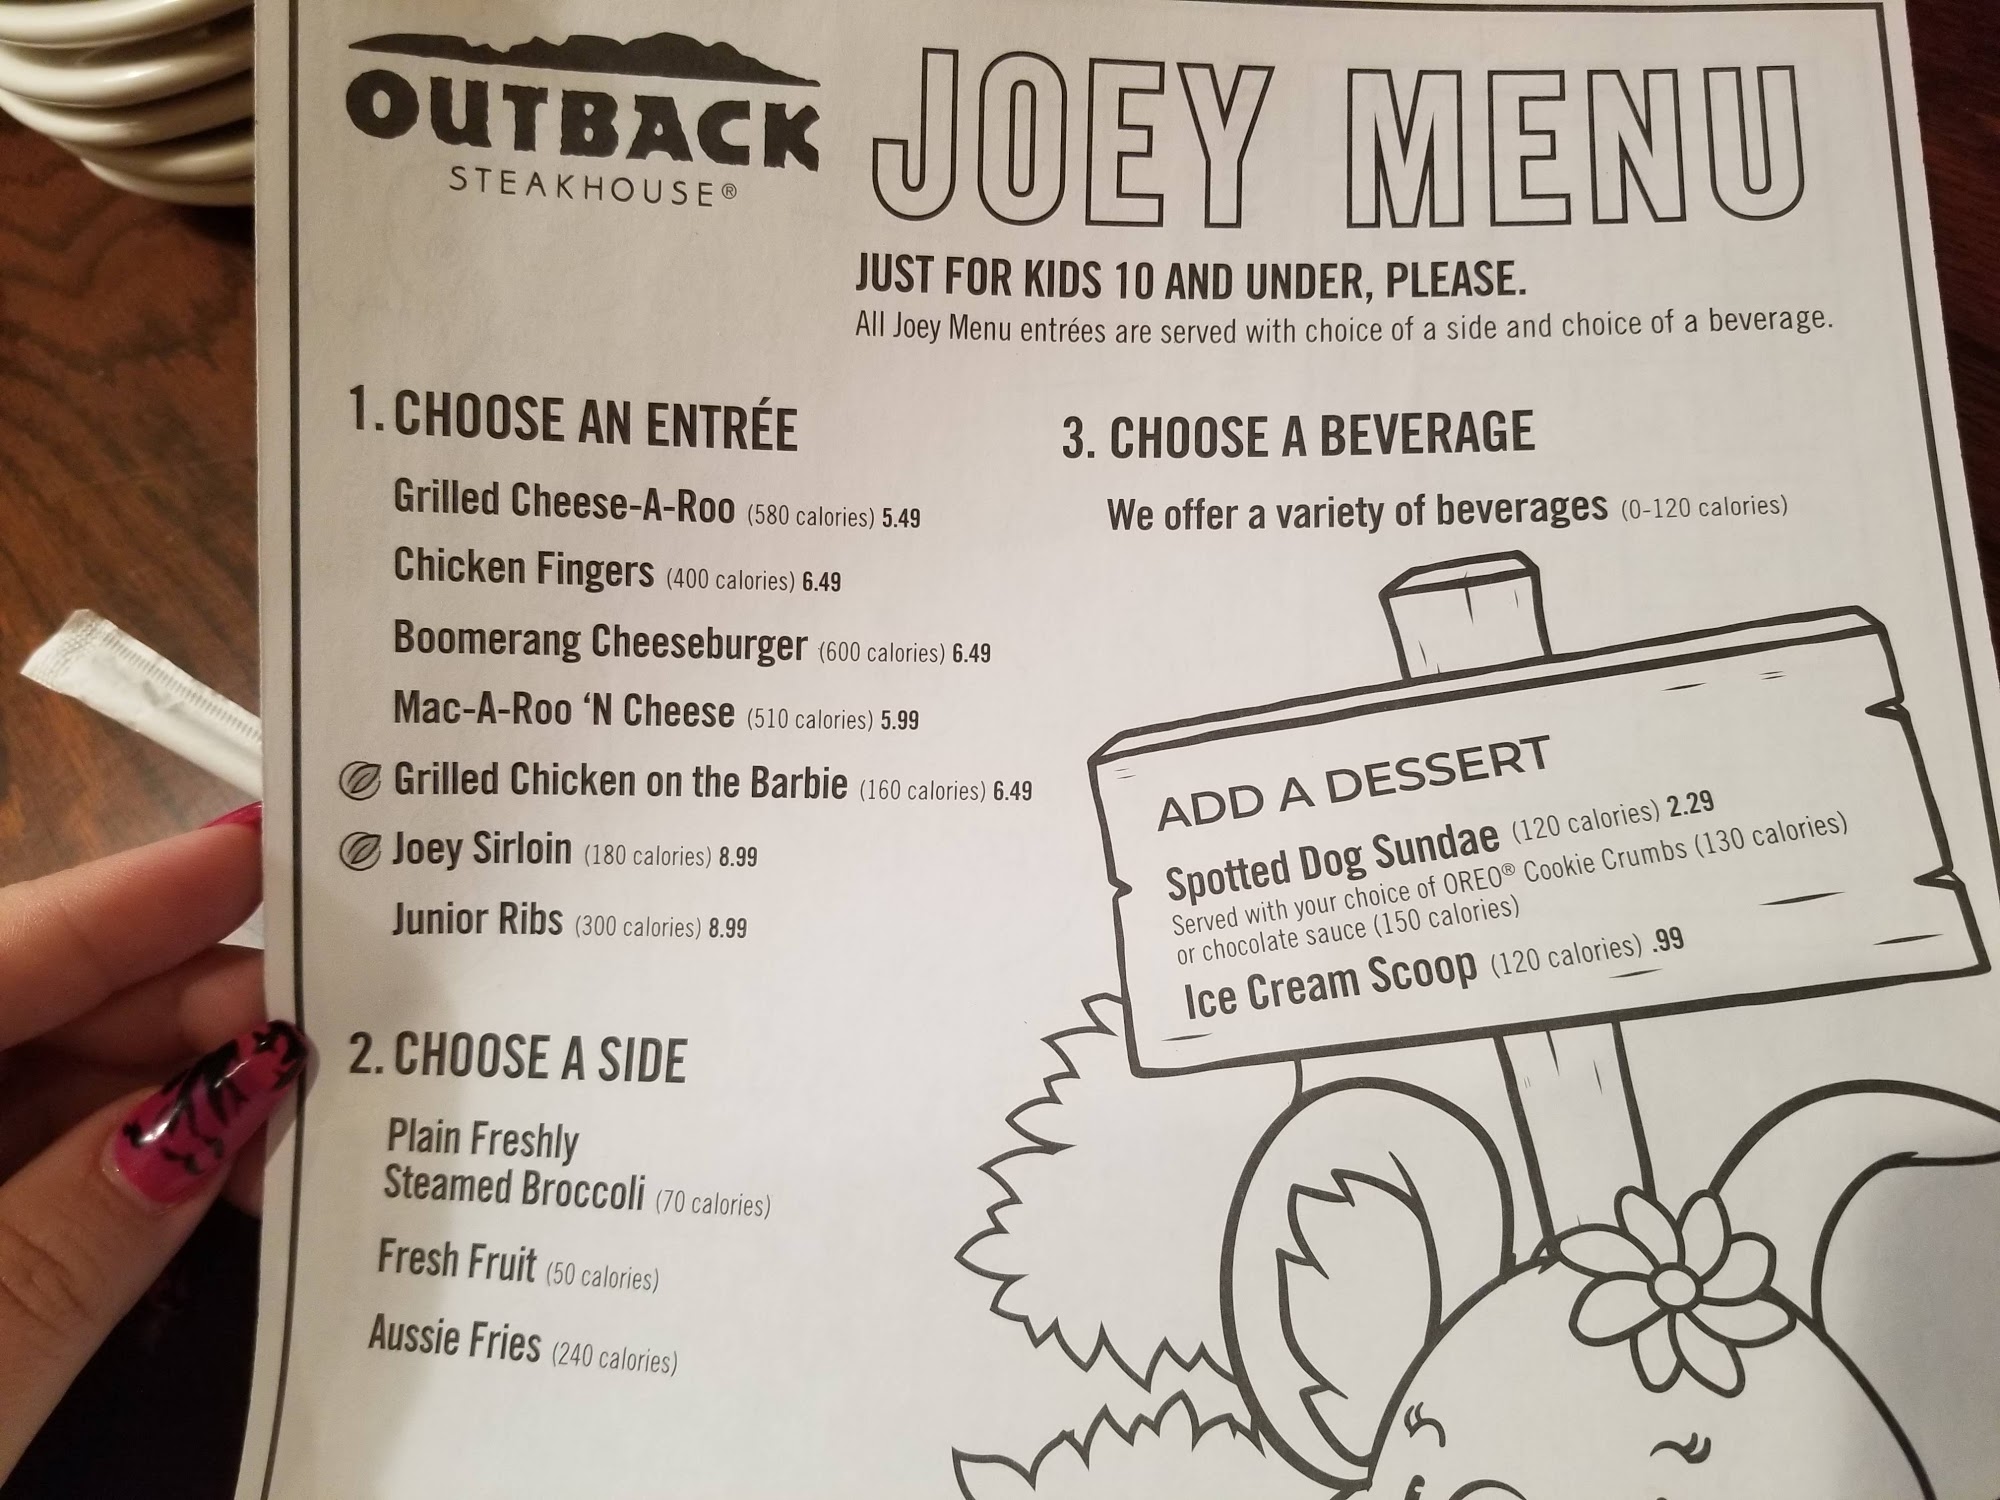 OUTBACK
STEAKHOUSE®
JOEY MENU
JUST FOR KIDS 10 AND UNDER, PLEASE.
All Joey Menu entrées are served with choice of a side and choice of a beverage.
1. CHOOSE AN ENTRÉE
Grilled Cheese-A-Roo (580 calories) 5.49
Chicken Fingers (400 calories) 6.49
Boomerang Cheeseburger (600 calories) 6.49
Mac-A-Roo ‘N Cheese (510 calories) 5.99
Grilled Chicken on the Barbie (160 calories) 6.49
Joey Sirloin (180 calories) 8.99
Junior Ribs (300 calories) 8.99
2. CHOOSE A SIDE
Plain Freshly
Steamed Broccoli (70 calories)
Fresh Fruit (50 calories)
Aussie Fries (240 calories)
3. CHOOSE A BEVERAGE
We offer a variety of beverages (0-120 calories)
ADD A DESSERT
Spotted Dog Sundae (120 calories) 2.29
Served with your choice of OREO® Cookie Crumbs (130 calories)
or chocolate sauce (150 calories)
Ice Cream Scoop (120 calories) .99